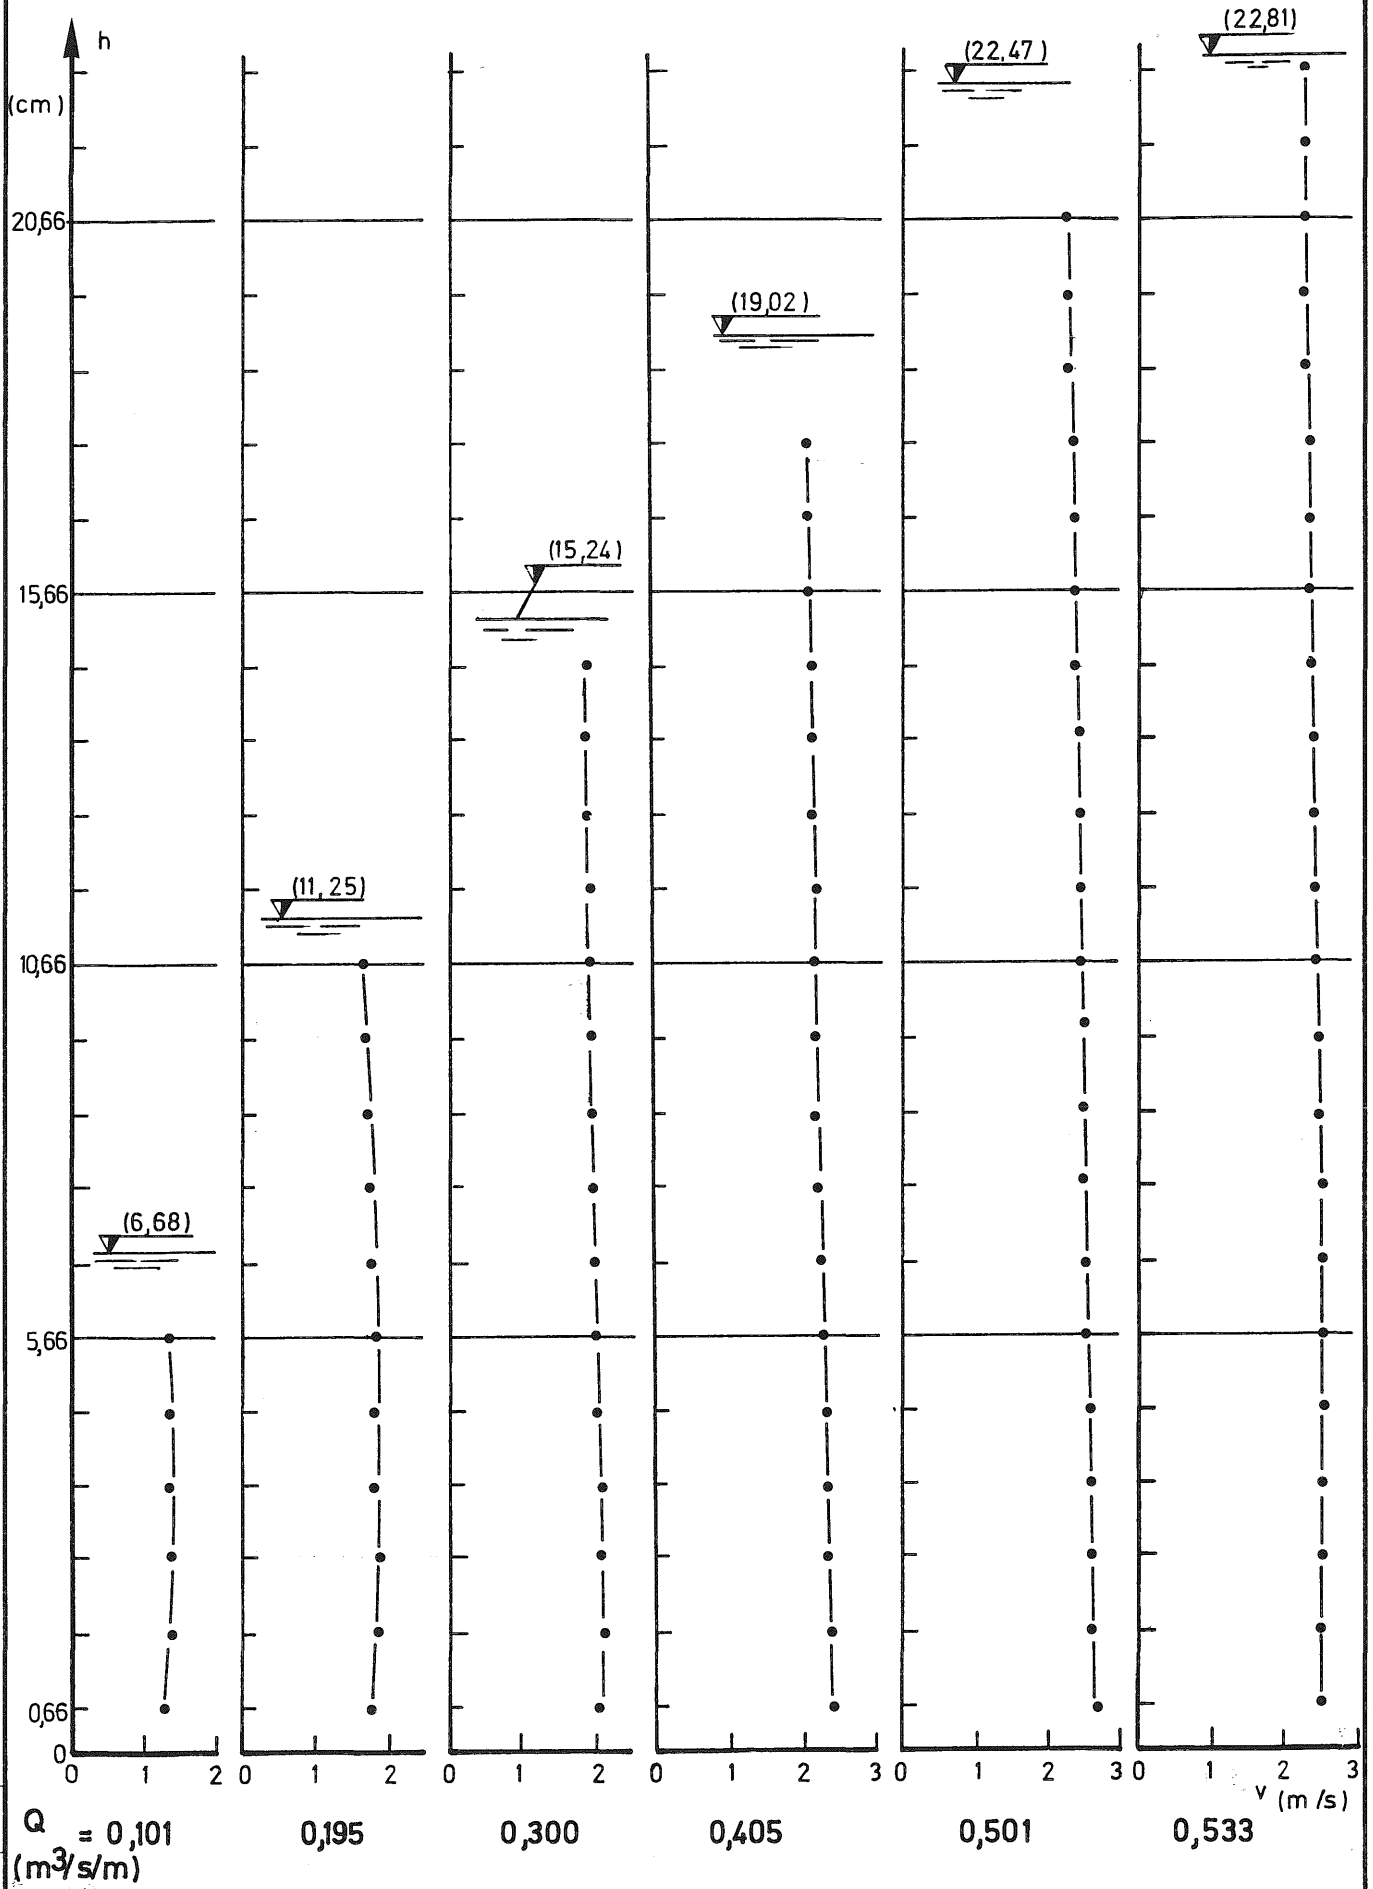 h
(cm)
(22,47)
(22,81)
20,66
(19,02)
(15,24)
15,66
(11,25)
10,66
(6,68)
5,66
0,66
0
0 1 2 0 1 2 0 1 2 0 1 2 3 0 1 2 3 0 1 2 3
v (m/s)
Q = 0,101 0,195 0,300 0,405 0,501 0,533
(m³/s/m)